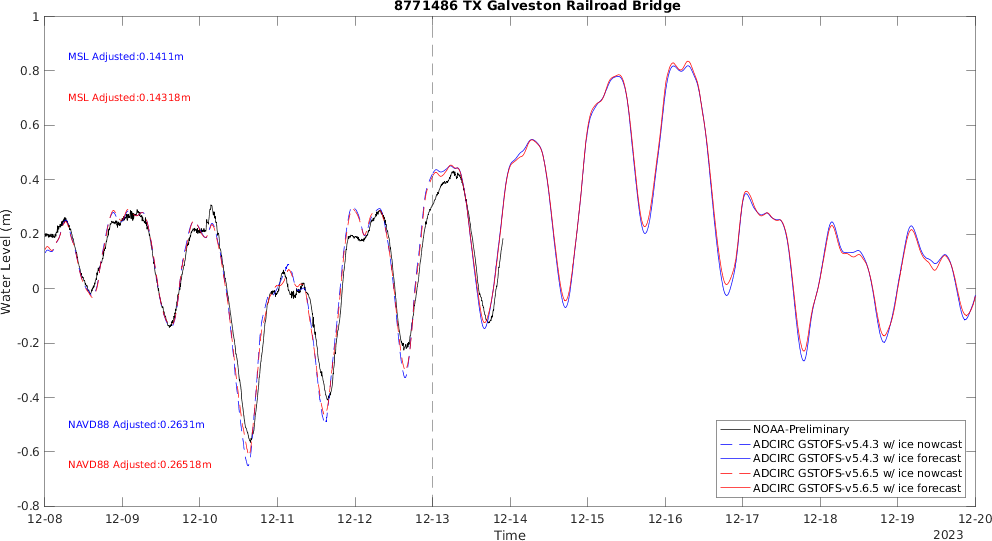 8771486 TX Galveston Railroad Bridge
1
0.8
0.6
0.4
0.2
0
-0.2
-0.4
-0.6
-0.8
Water Level (m)
MSL Adjusted:0.1411m
MSL Adjusted:0.14318m
NAVD88 Adjusted:0.2631m
NAVD88 Adjusted:0.26518m
NOAA-Preliminary
ADCIRC GSTOFS-v5.4.3 w/ ice nowcast
ADCIRC GSTOFS-v5.4.3 w/ ice forecast
ADCIRC GSTOFS-v5.6.5 w/ ice nowcast
ADCIRC GSTOFS-v5.6.5 w/ ice forecast
12-08 12-09 12-10 12-11 12-12 12-13 12-14 12-15 12-16 12-17 12-18 12-19 12-20
Time
2023